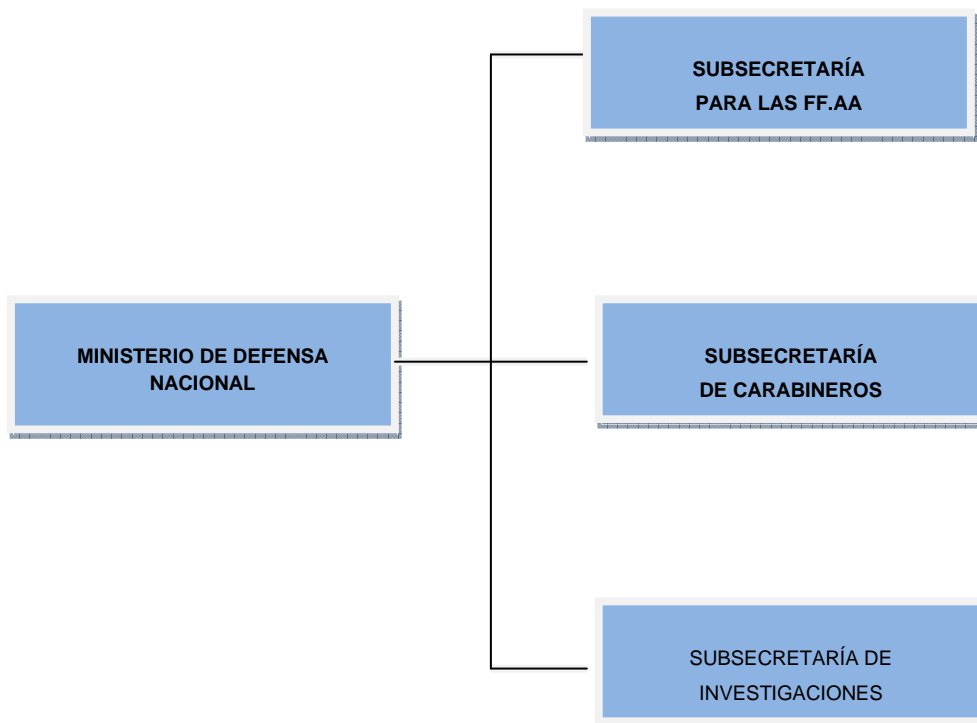 SUBSECRETARÍA
PARA LAS FF.AA
MINISTERIO DE DEFENSA
NACIONAL
SUBSECRETARÍA
DE CARABINEROS
SUBSECRETARÍA DE
INVESTIGACIONES